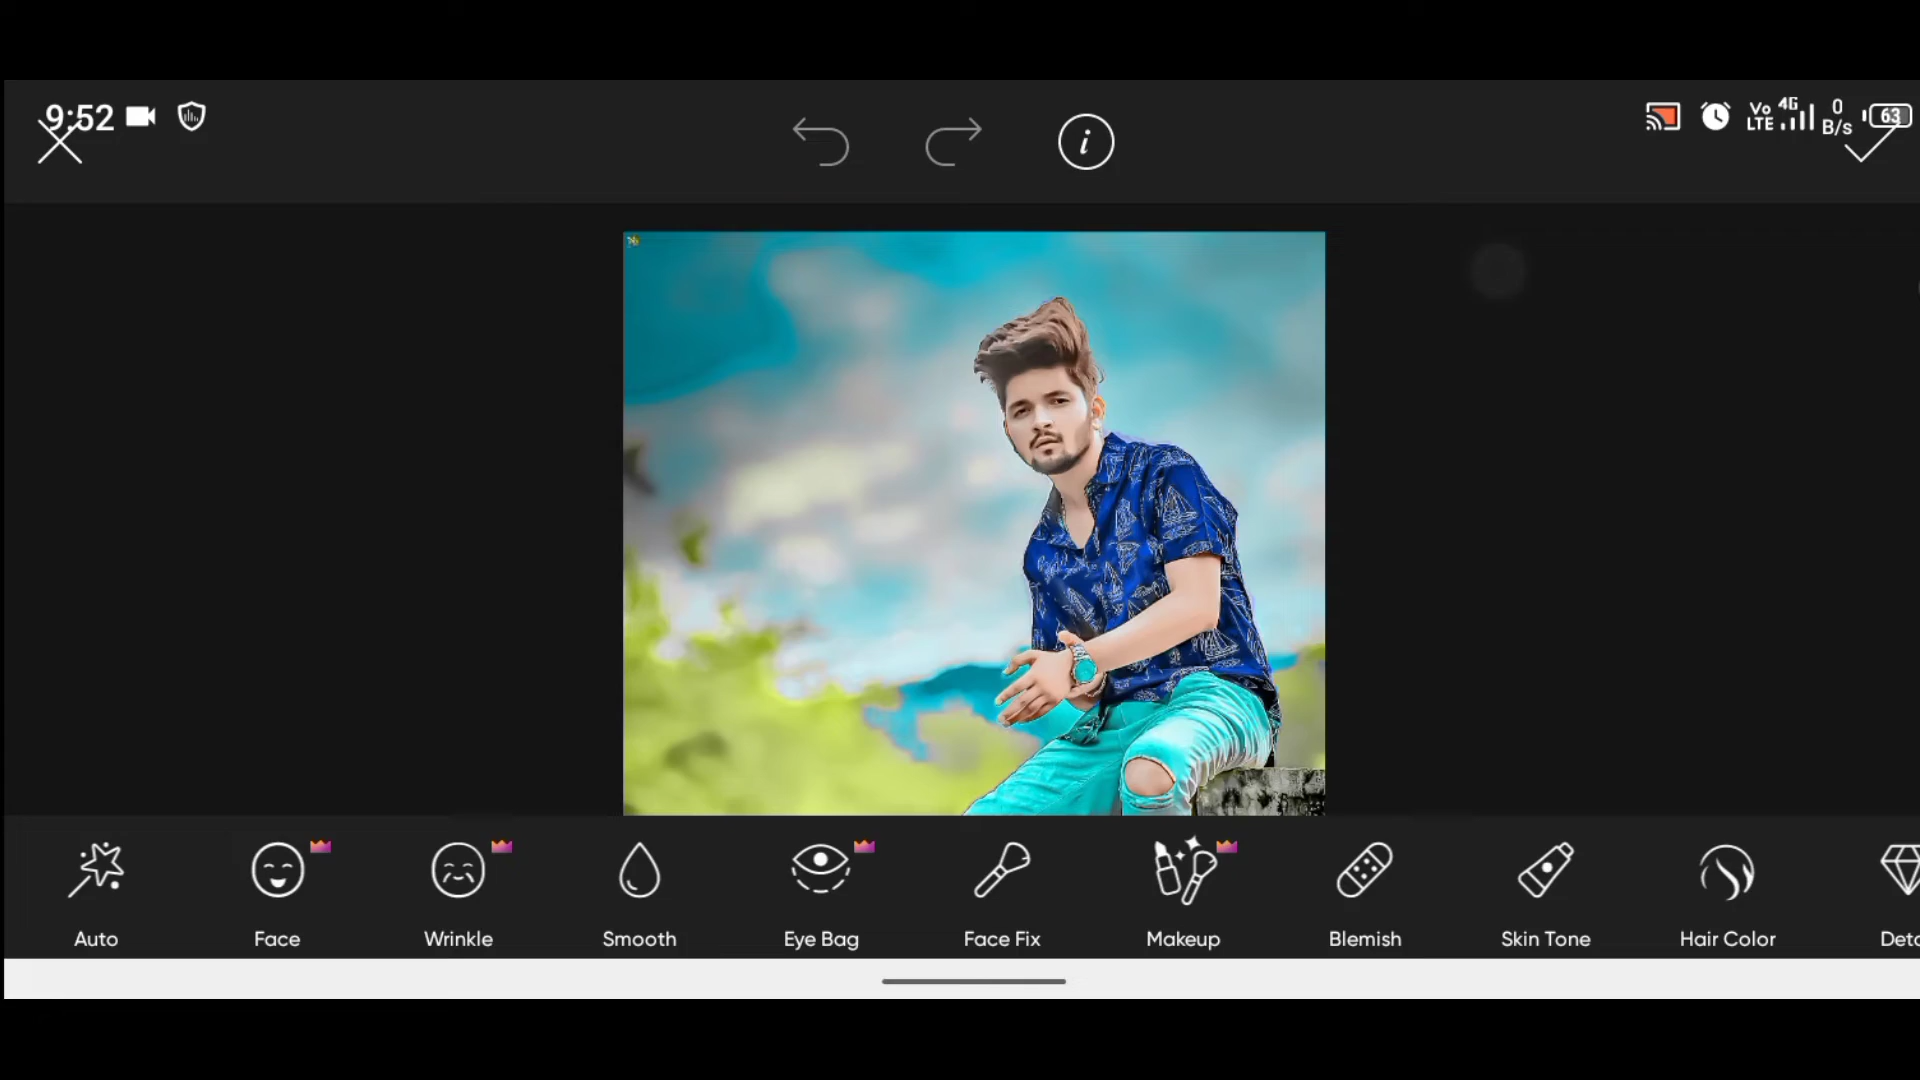 9:52
Vo LTE 4G 0 B/s 63
i
Auto Face Wrinkle Smooth Eye Bag Face Fix Makeup Blemish Skin Tone Hair Color